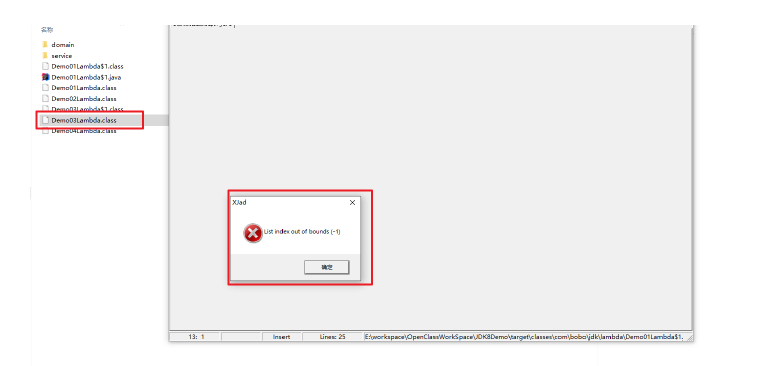 名称
domain
service
Demo01Lambda$1.class
Demo01Lambda$1.java
Demo01Lambda.class
Demo02Lambda.class
Demo03Lambda$1.class
Demo03Lambda.class
Demo04Lambda.class
XJad
List index out of bounds (-1)
确定
13: 1 Insert Lines: 25 E:\workspace\OpenClassWorkSpace\JDK8Demo\target\classes\com\bobo\jdk\lambda\Demo01Lambda$1.